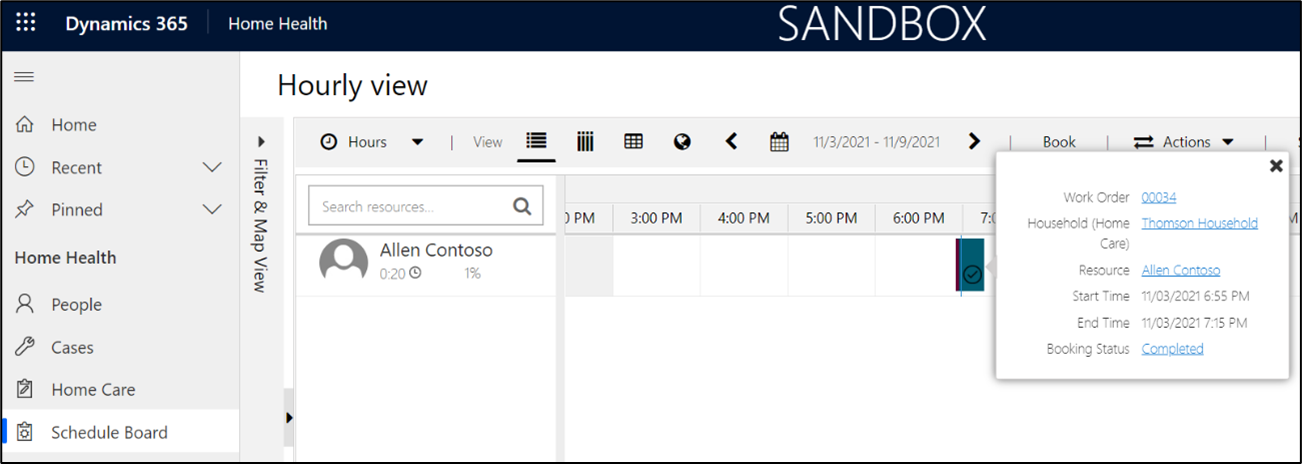 Dynamics 365 Home Health SANDBOX
Hourly view
Home
Recent
Pinned
Home Health
People
Cases
Home Care
Schedule Board
Filter & Map View
Hours View 11/3/2021 - 11/9/2021 Book Actions
Search resources...
PM 3:00 PM 4:00 PM 5:00 PM 6:00 PM
Allen Contoso
0:20 1%
Work Order 00034
Household (Home Thomson Household
Care)
Resource Allen Contoso
Start Time 11/03/2021 6:55 PM
End Time 11/03/2021 7:15 PM
Booking Status Completed